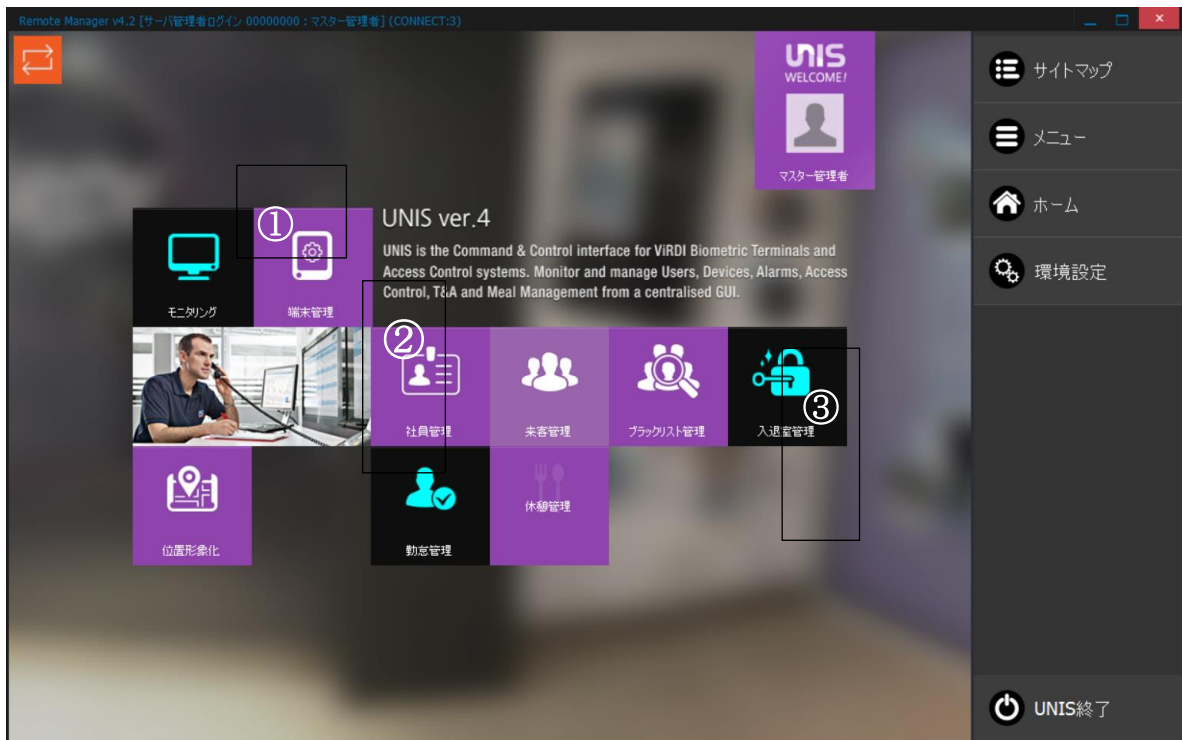 Remote Manager v4.2 [サーバ管理者ログイン 00000000 : マスター管理者] (CONNECT:3)
UNIS
WELCOME!
マスター管理者
サイトマップ
メニュー
ホーム
環境設定
①
UNIS ver.4
UNIS is the Command & Control interface for ViRDI Biometric Terminals and
Access Control systems. Monitor and manage Users, Devices, Alarms, Access
Control, T&A and Meal Management from a centralised GUI.
モニタリング
端末管理
②
③
社員管理
来客管理
ブラックリスト管理
入退室管理
休憩管理
位置形象化
勤怠管理
UNIS終了